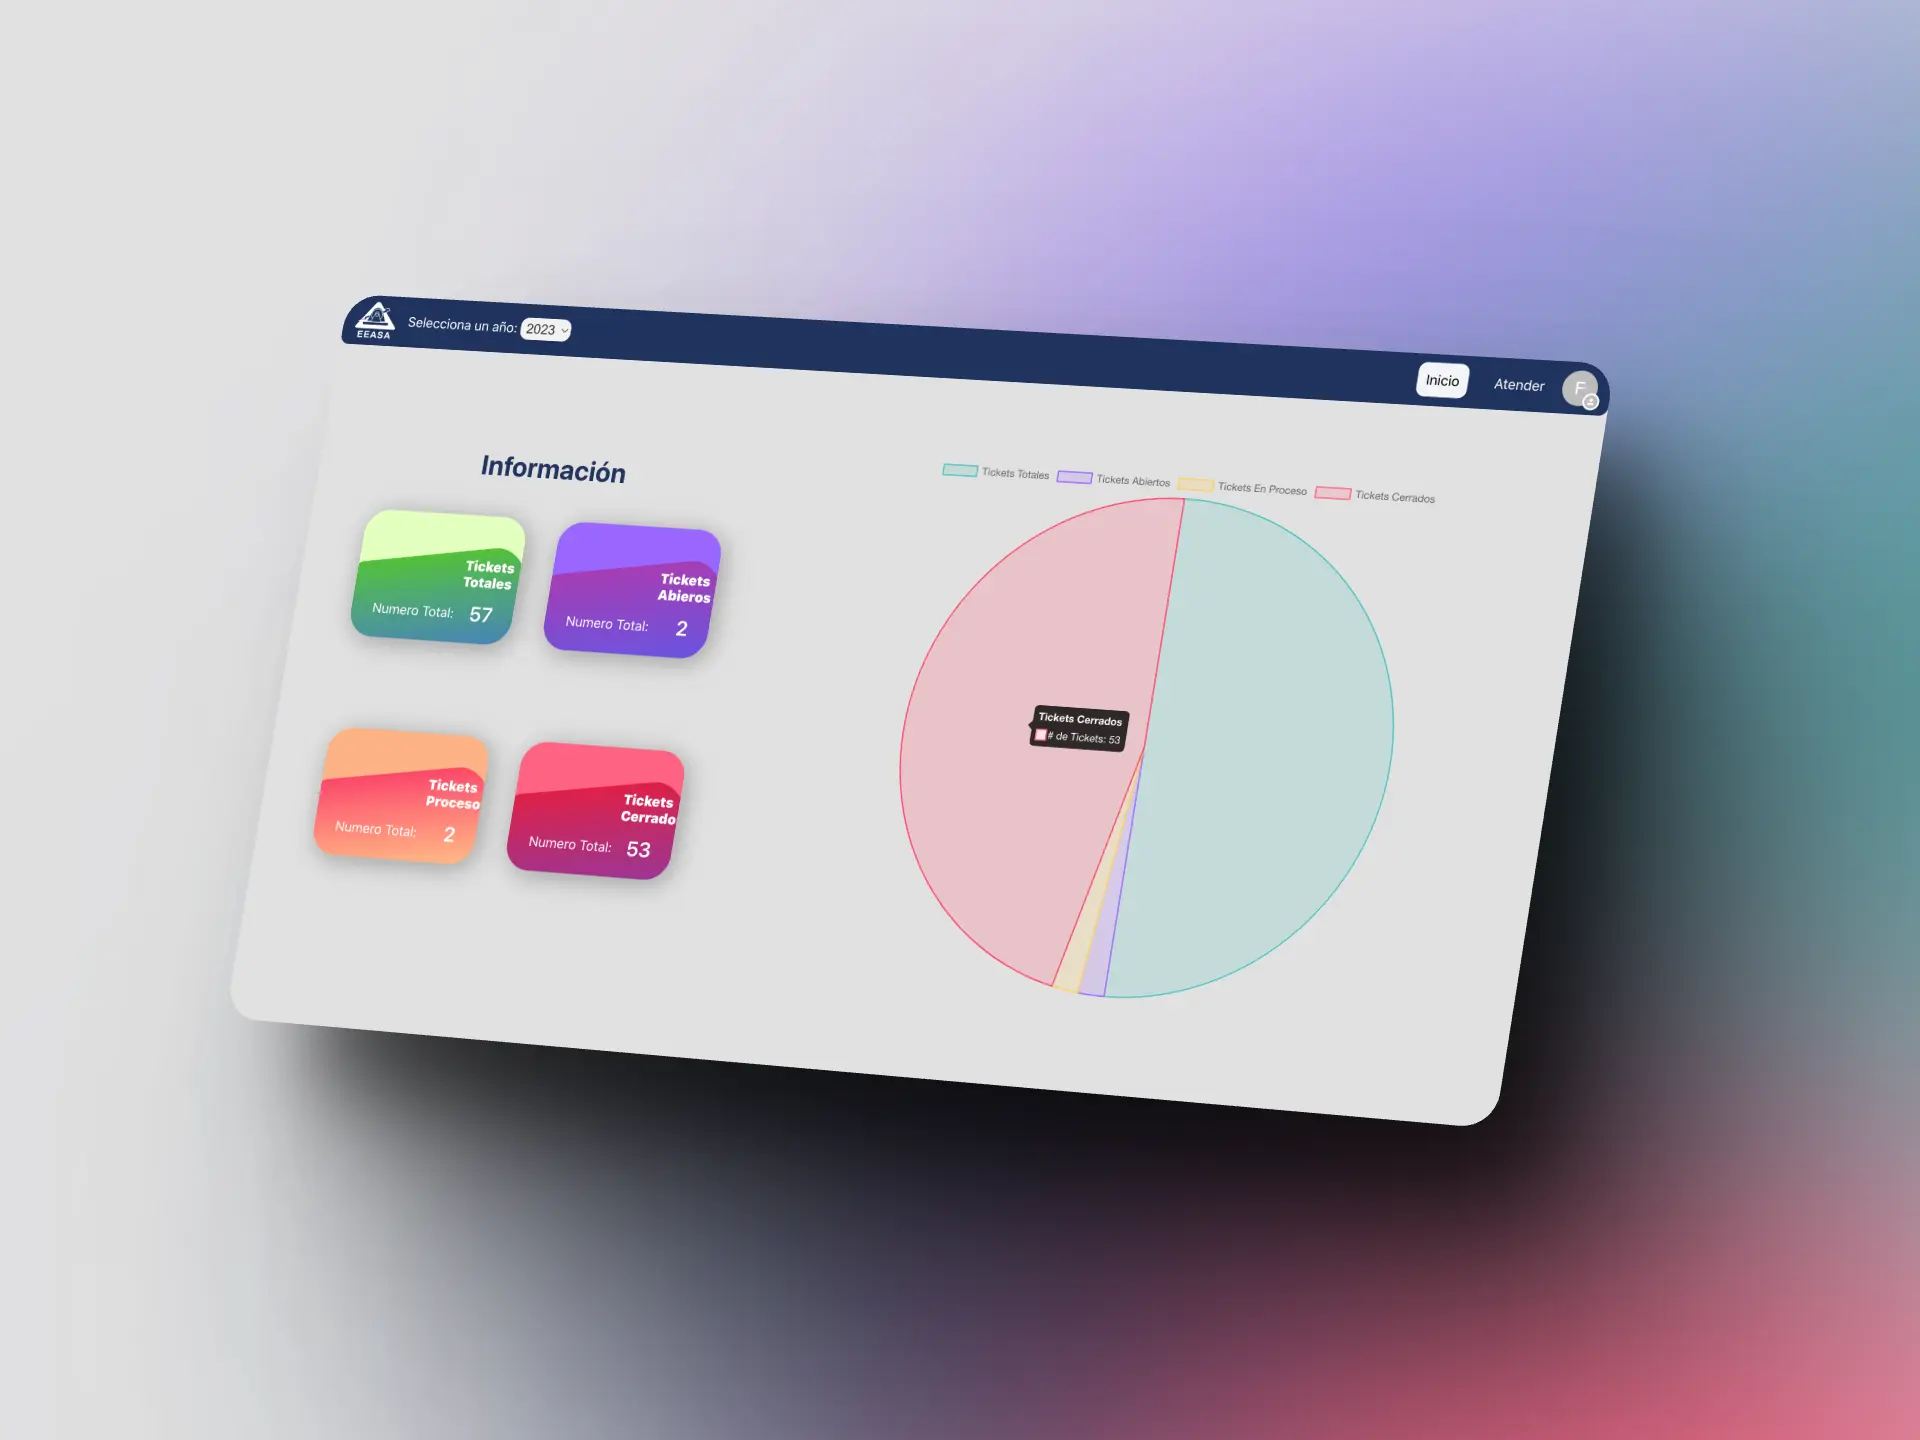 EEASA
Selecciona un año: 2023
Inicio
Atender
F
Información
Tickets
Totales
Numero Total: 57
Tickets
Abieros
Numero Total: 2
Tickets
Proceso
Numero Total: 2
Tickets
Cerrado
Numero Total: 53
Tickets Totales
Tickets Abiertos
Tickets En Proceso
Tickets Cerrados
Tickets Cerrados
# de Tickets: 53